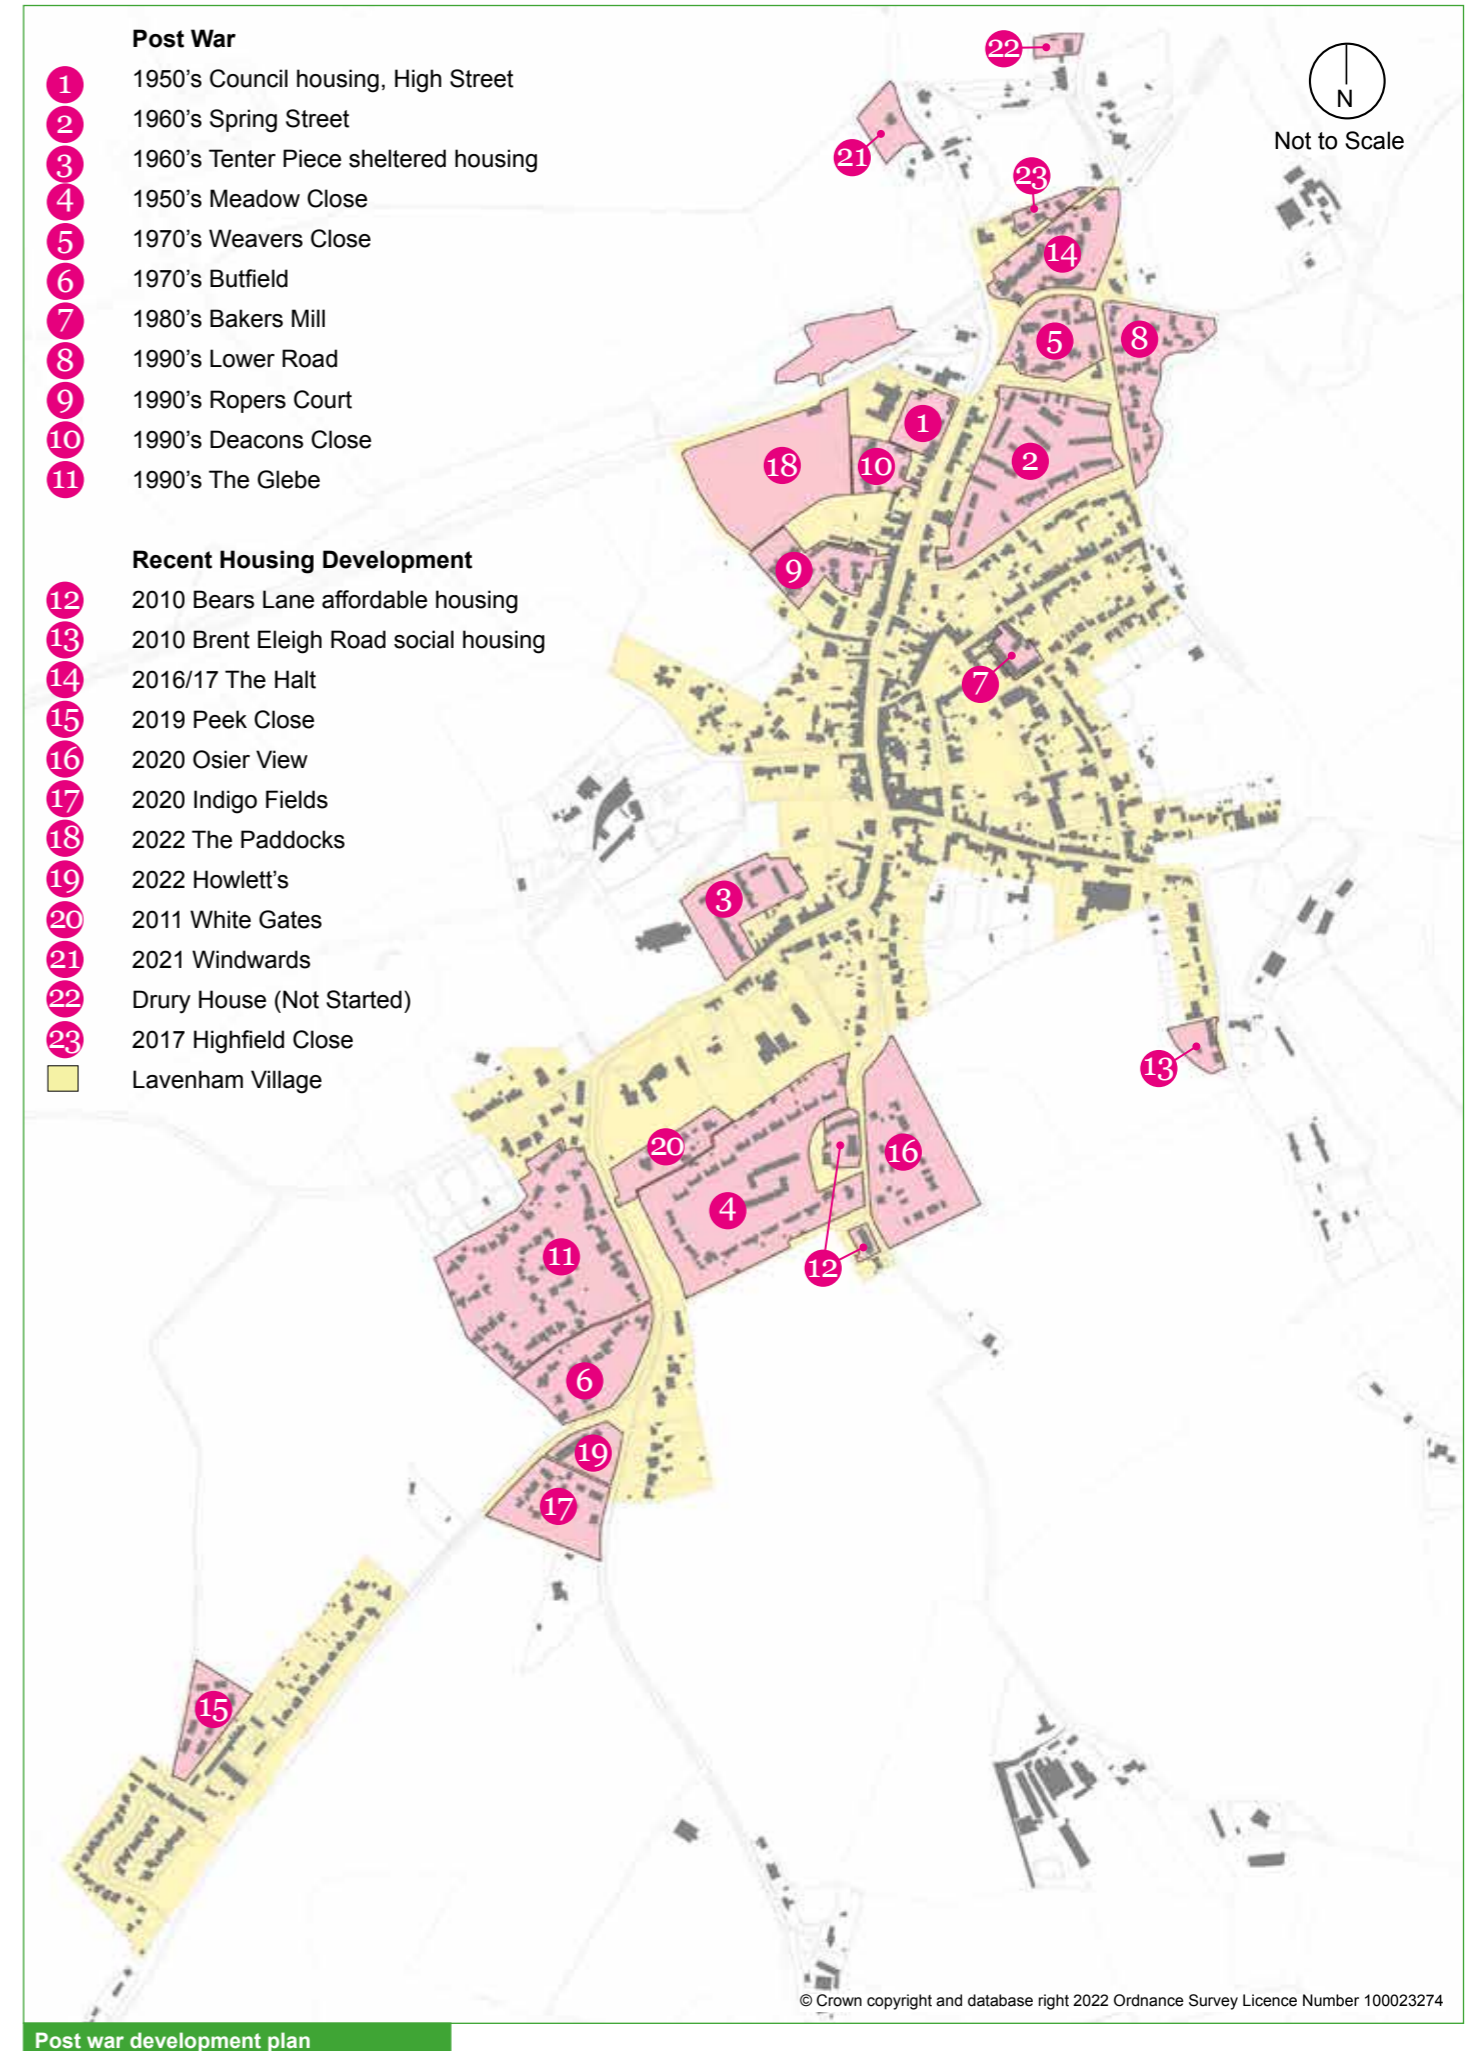 Post War
1 1950's Council housing, High Street
2 1960's Spring Street
3 1960's Tenter Piece sheltered housing
4 1950's Meadow Close
5 1970's Weavers Close
6 1970's Butfield
7 1980's Bakers Mill
8 1990's Lower Road
9 1990's Ropers Court
10 1990's Deacons Close
11 1990's The Glebe
Recent Housing Development
12 2010 Bears Lane affordable housing
13 2010 Brent Eleigh Road social housing
14 2016/17 The Halt
15 2019 Peek Close
16 2020 Osier View
17 2020 Indigo Fields
18 2022 The Paddocks
19 2022 Howlett's
20 2011 White Gates
21 2021 Windwards
22 Drury House (Not Started)
23 2017 Highfield Close
Lavenham Village
N
Not to Scale
22
21
23
14
5
8
1
2
18
10
9
7
3
13
20
16
4
12
11
6
19
17
15
© Crown copyright and database right 2022 Ordnance Survey Licence Number 100023274
Post war development plan